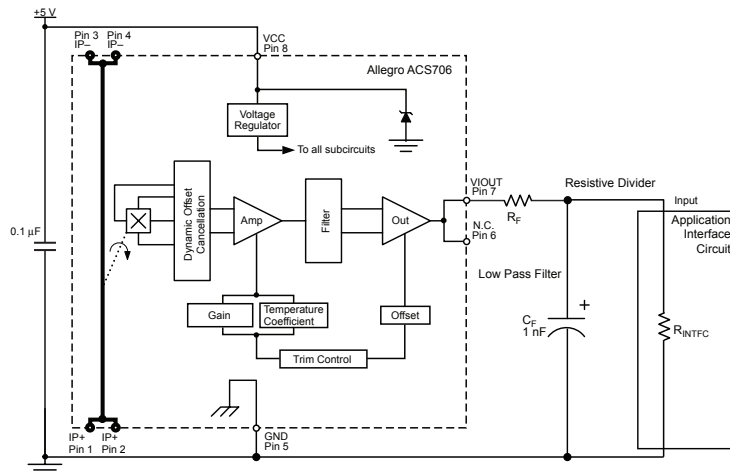 +5 V
Pin 3 Pin 4
IP– IP–
VCC
Pin 8
Allegro ACS706
Voltage
Regulator
To all subcircuits
0.1 µF
Dynamic Offset
Cancellation
Amp
Filter
Out
VIOUT
Pin 7
N.C.
Pin 6
RF
Resistive Divider
Input
Application
Interface
Circuit
Low Pass Filter
CF
1 nF
+
RINTFC
Gain
Temperature
Coefficient
Offset
Trim Control
IP+ IP+
Pin 1 Pin 2
GND
Pin 5